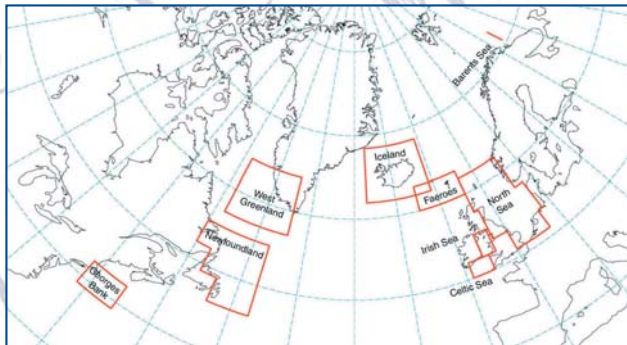 Barents Sea
Iceland
West
Greenland
Faeroes
North
Sea
Newfoundland
Irish Sea
Georges
Bank
Celtic Sea